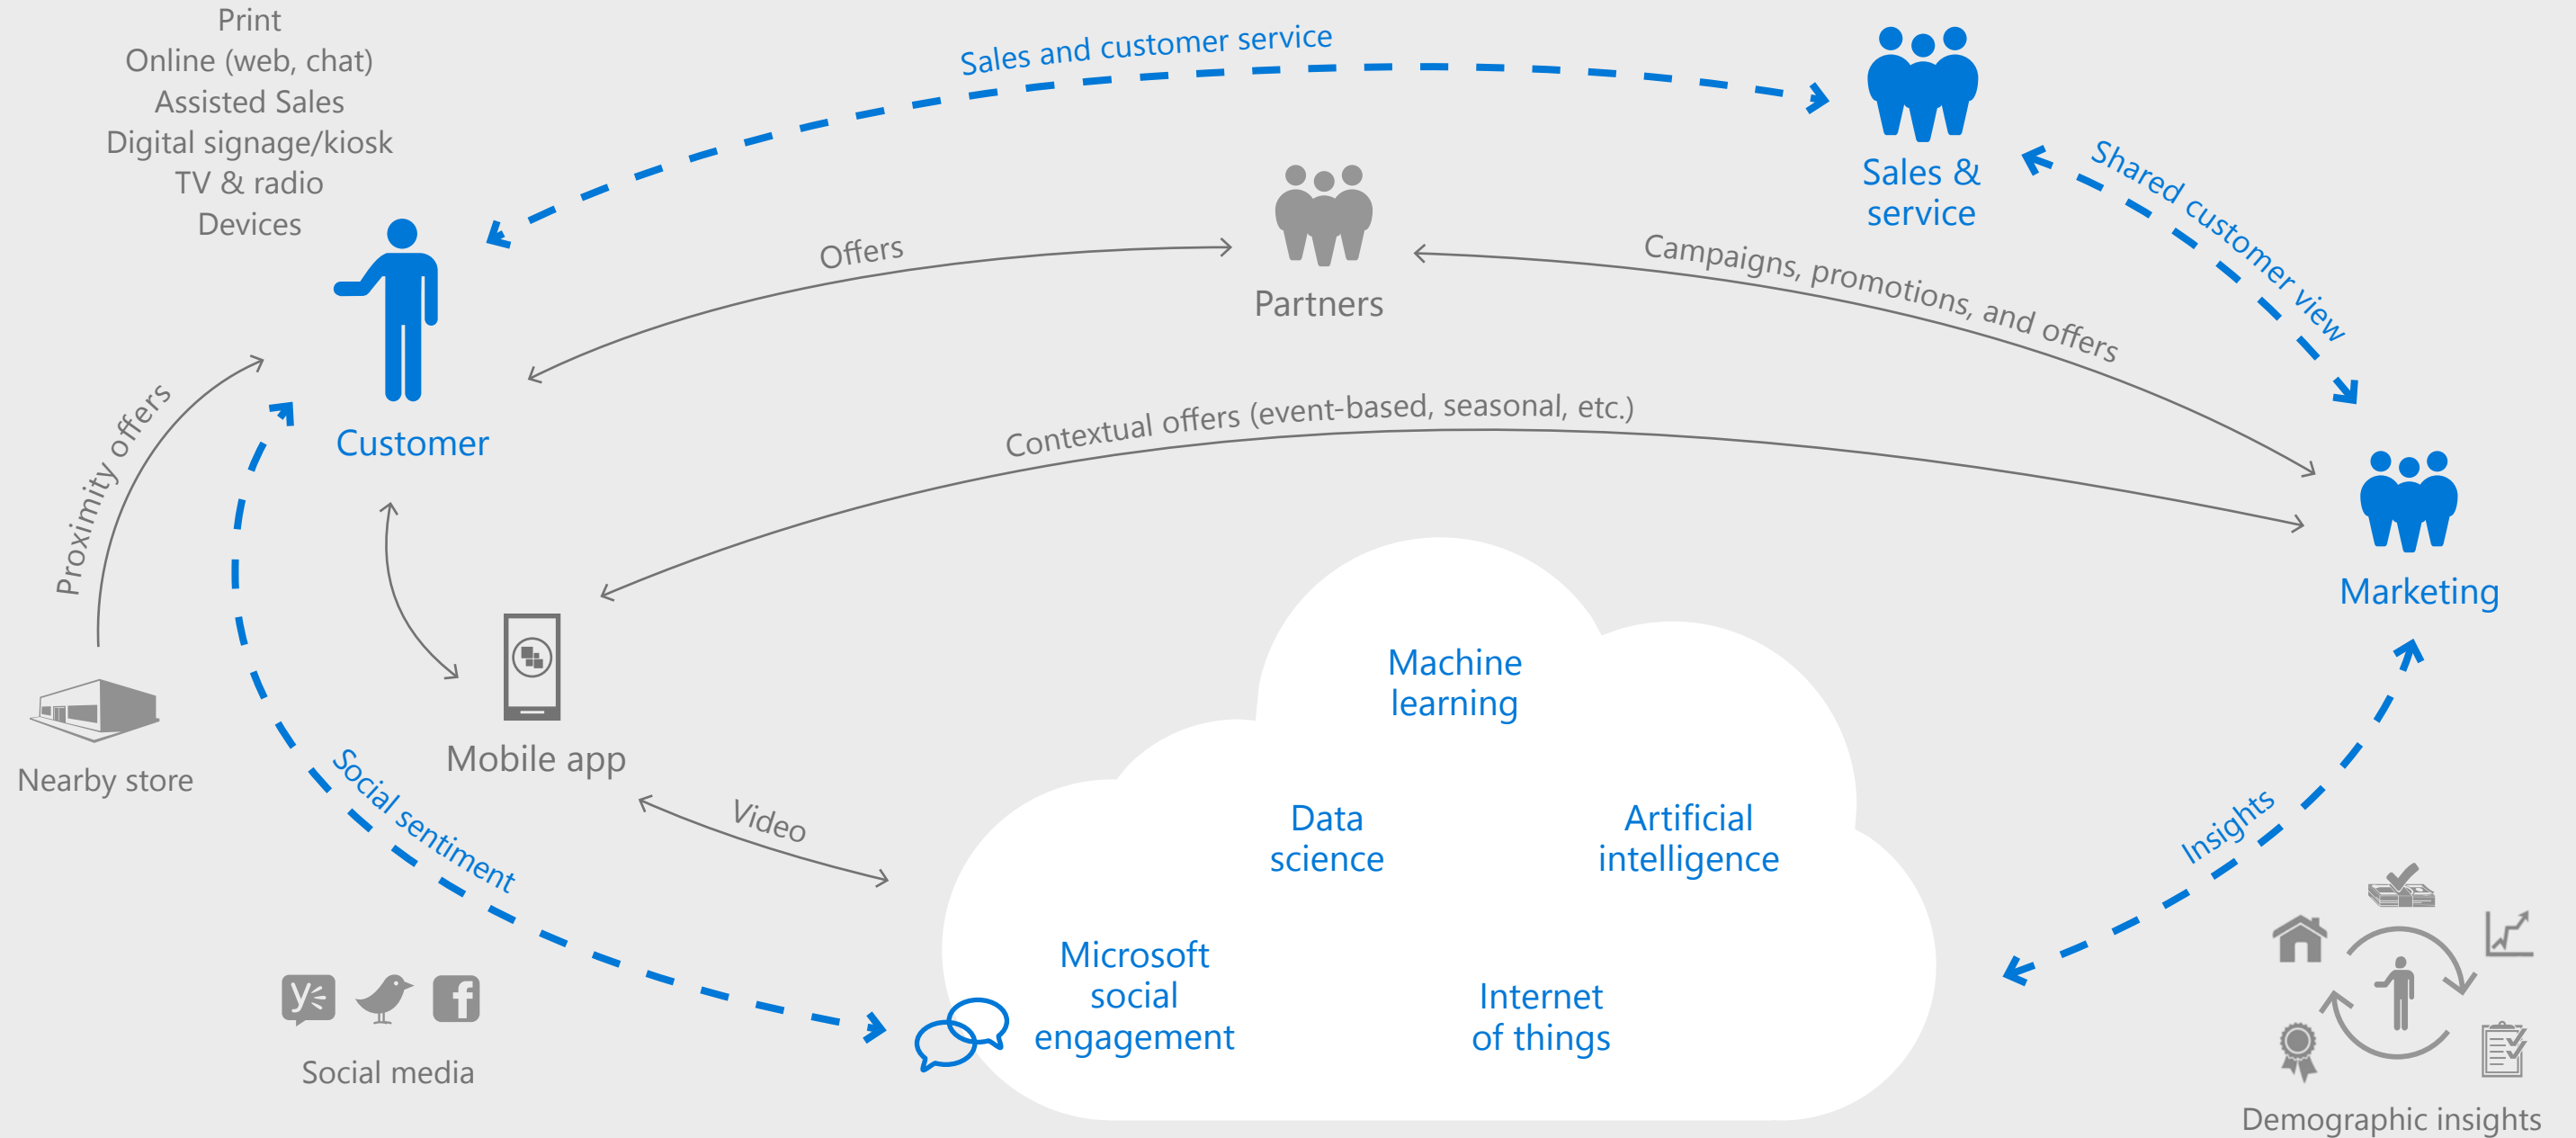 Print
Online (web, chat)
Assisted Sales
Digital signage/kiosk
TV & radio
Devices
Sales and customer service
Sales &
service
Shared customer view
Offers
Partners
Campaigns, promotions, and offers
Customer
Proximity offers
Contextual offers (event-based, seasonal, etc.)
Marketing
Nearby store
Mobile app
Video
Social sentiment
Social media
Machine
learning
Data
science
Artificial
intelligence
Microsoft
social
engagement
Internet
of things
Insights
Demographic insights